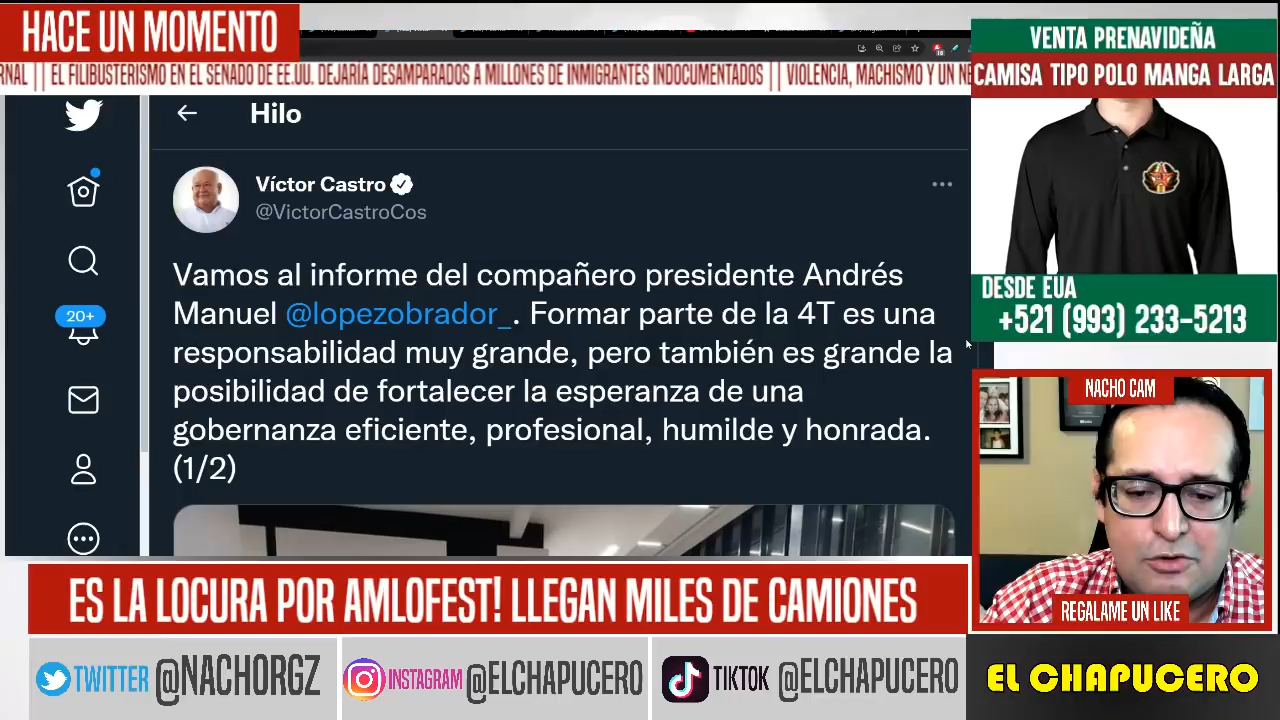 HACE UN MOMENTO
RNAL || EL FILIBUSTERISMO EN EL SENADO DE EE.UU. DEJARÍA DESAMPARADOS A MILLONES DE INMIGRANTES INDOCUMENTADOS || VIOLENCIA, MACHISMO Y UN NE
VENTA PRENAVIDEÑA
CAMISA TIPO POLO MANGA LARGA
DESDE EUA
+521 (993) 233-5213
Hilo
Víctor Castro
@VictorCastroCos
20+
Vamos al informe del compañero presidente Andrés
Manuel @lopezobrador_. Formar parte de la 4T es una
responsabilidad muy grande, pero también es grande la
posibilidad de fortalecer la esperanza de una
gobernanza eficiente, profesional, humilde y honrada.
(1/2)
NACHO CAM
REGALAME UN LIKE
ES LA LOCURA POR AMLOFEST! LLEGAN MILES DE CAMIONES
TWITTER @NACHORGZ
INSTAGRAM @ELCHAPUCERO
TIKTOK @ELCHAPUCERO
EL CHAPUCERO